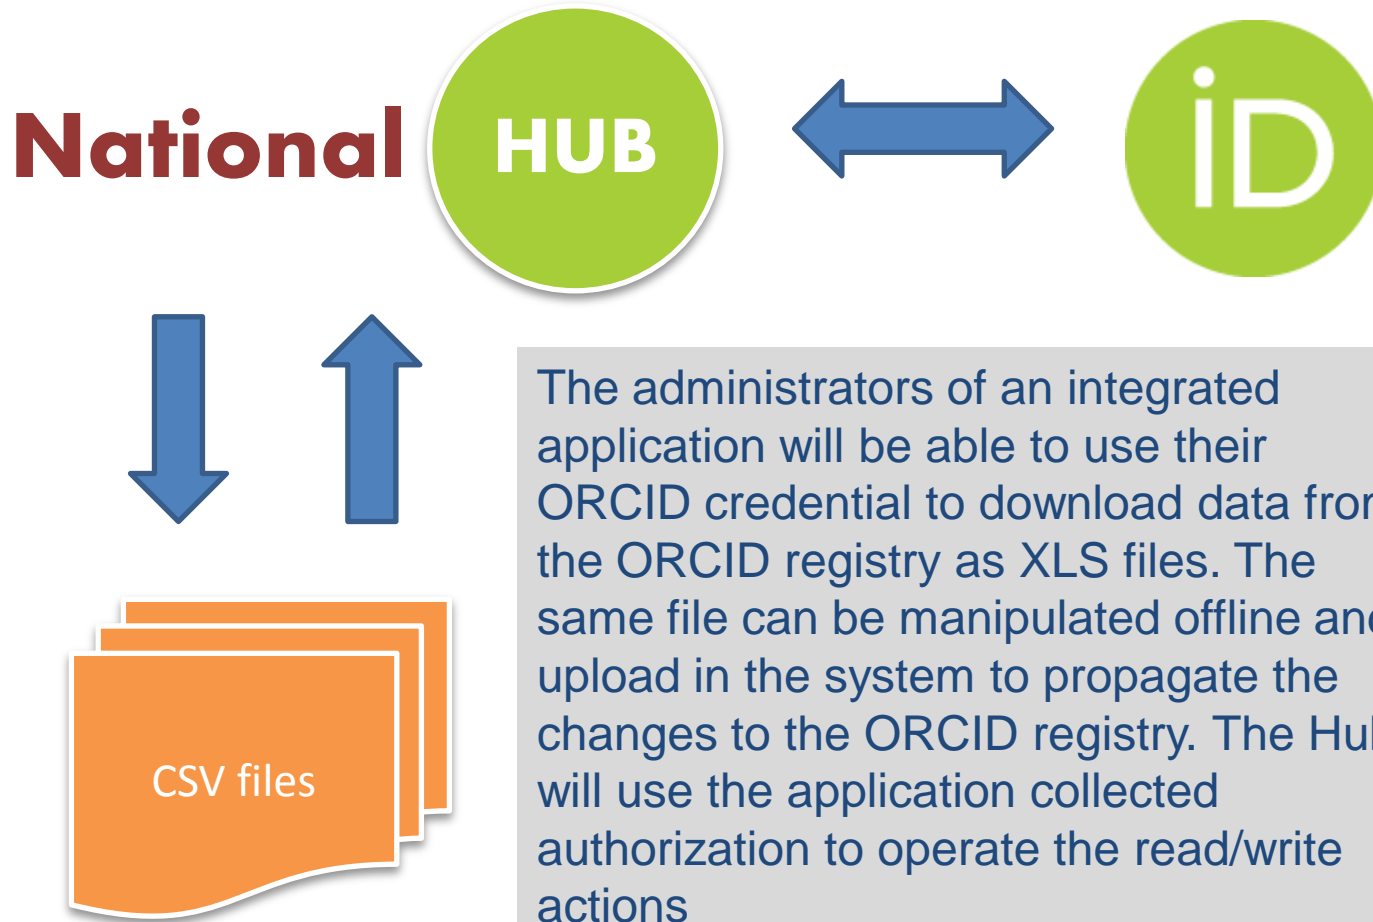 National HUB iD
The administrators of an integrated
application will be able to use their
ORCID credential to download data from
the ORCID registry as XLS files. The
same file can be manipulated offline and
upload in the system to propagate the
changes to the ORCID registry. The Hub
will use the application collected
authorization to operate the read/write
actions
CSV files